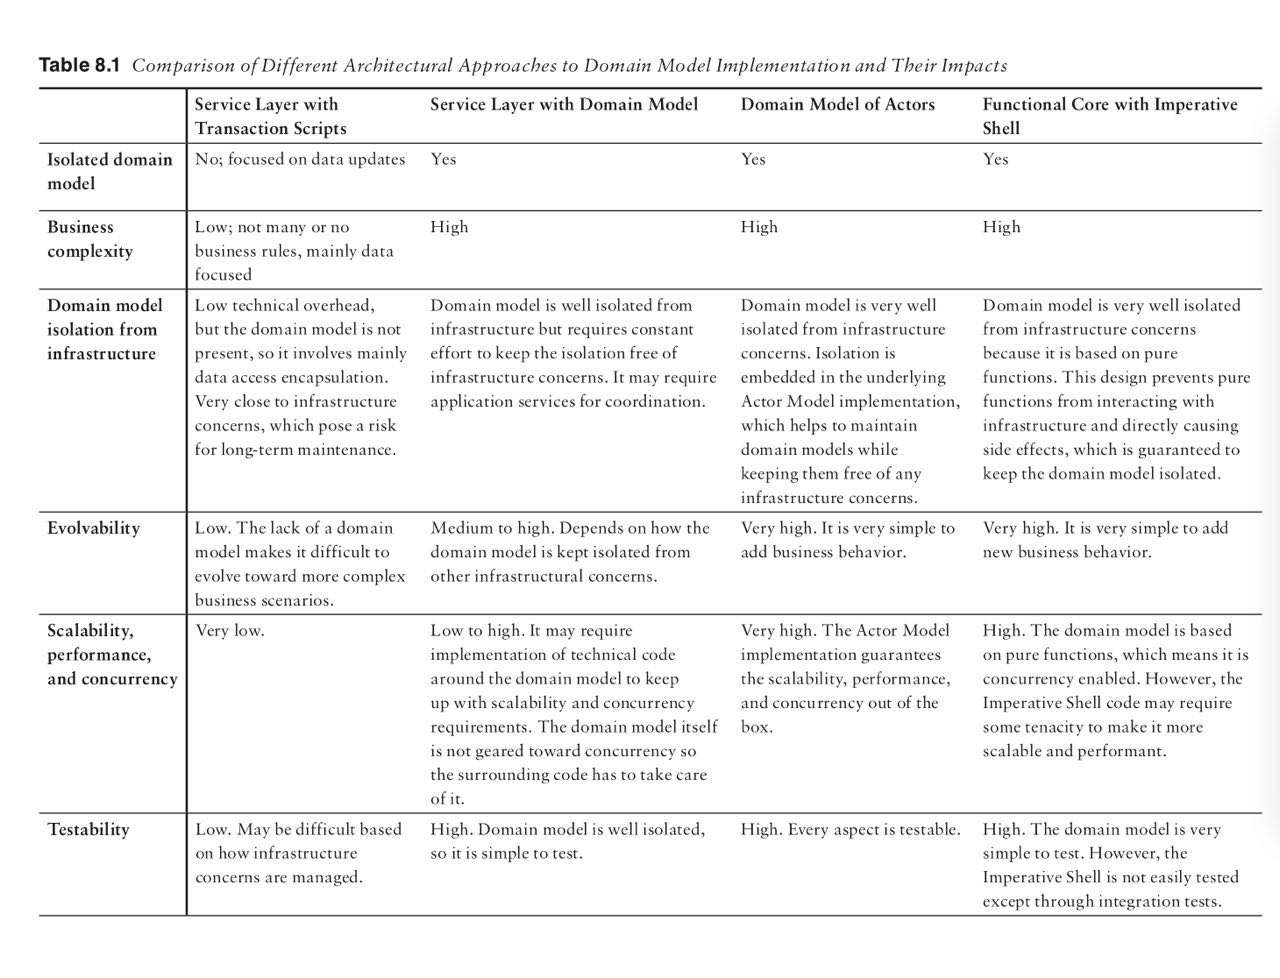 Table 8.1 Comparison of Different Architectural Approaches to Domain Model Implementation and Their Impacts
Service Layer with
Transaction Scripts
Service Layer with Domain Model
Domain Model of Actors
Functional Core with Imperative
Shell
Isolated domain
model
No; focused on data updates
Yes
Yes
Yes
Business
complexity
Low; not many or no
business rules, mainly data
focused
High
High
High
Domain model
isolation from
infrastructure
Low technical overhead,
but the domain model is not
present, so it involves mainly
data access encapsulation.
Very close to infrastructure
concerns, which pose a risk
for long-term maintenance.
Domain model is well isolated from
infrastructure but requires constant
effort to keep the isolation free of
infrastructure concerns. It may require
application services for coordination.
Domain model is very well
isolated from infrastructure
concerns. Isolation is
embedded in the underlying
Actor Model implementation,
which helps to maintain
domain models while
keeping them free of any
infrastructure concerns.
Domain model is very well isolated
from infrastructure concerns
because it is based on pure
functions. This design prevents pure
functions from interacting with
infrastructure and directly causing
side effects, which is guaranteed to
keep the domain model isolated.
Evolvability
Low. The lack of a domain
model makes it difficult to
evolve toward more complex
business scenarios.
Medium to high. Depends on how the
domain model is kept isolated from
other infrastructural concerns.
Very high. It is very simple to
add business behavior.
Very high. It is very simple to add
new business behavior.
Scalability,
performance,
and concurrency
Very low.
Low to high. It may require
implementation of technical code
around the domain model to keep
up with scalability and concurrency
requirements. The domain model itself
is not geared toward concurrency so
the surrounding code has to take care
of it.
Very high. The Actor Model
implementation guarantees
the scalability, performance,
and concurrency out of the
box.
High. The domain model is based
on pure functions, which means it is
concurrency enabled. However, the
Imperative Shell code may require
some tenacity to make it more
scalable and performant.
Testability
Low. May be difficult based
on how infrastructure
concerns are managed.
High. Domain model is well isolated,
so it is simple to test.
High. Every aspect is testable.
High. The domain model is very
simple to test. However, the
Imperative Shell is not easily tested
except through integration tests.